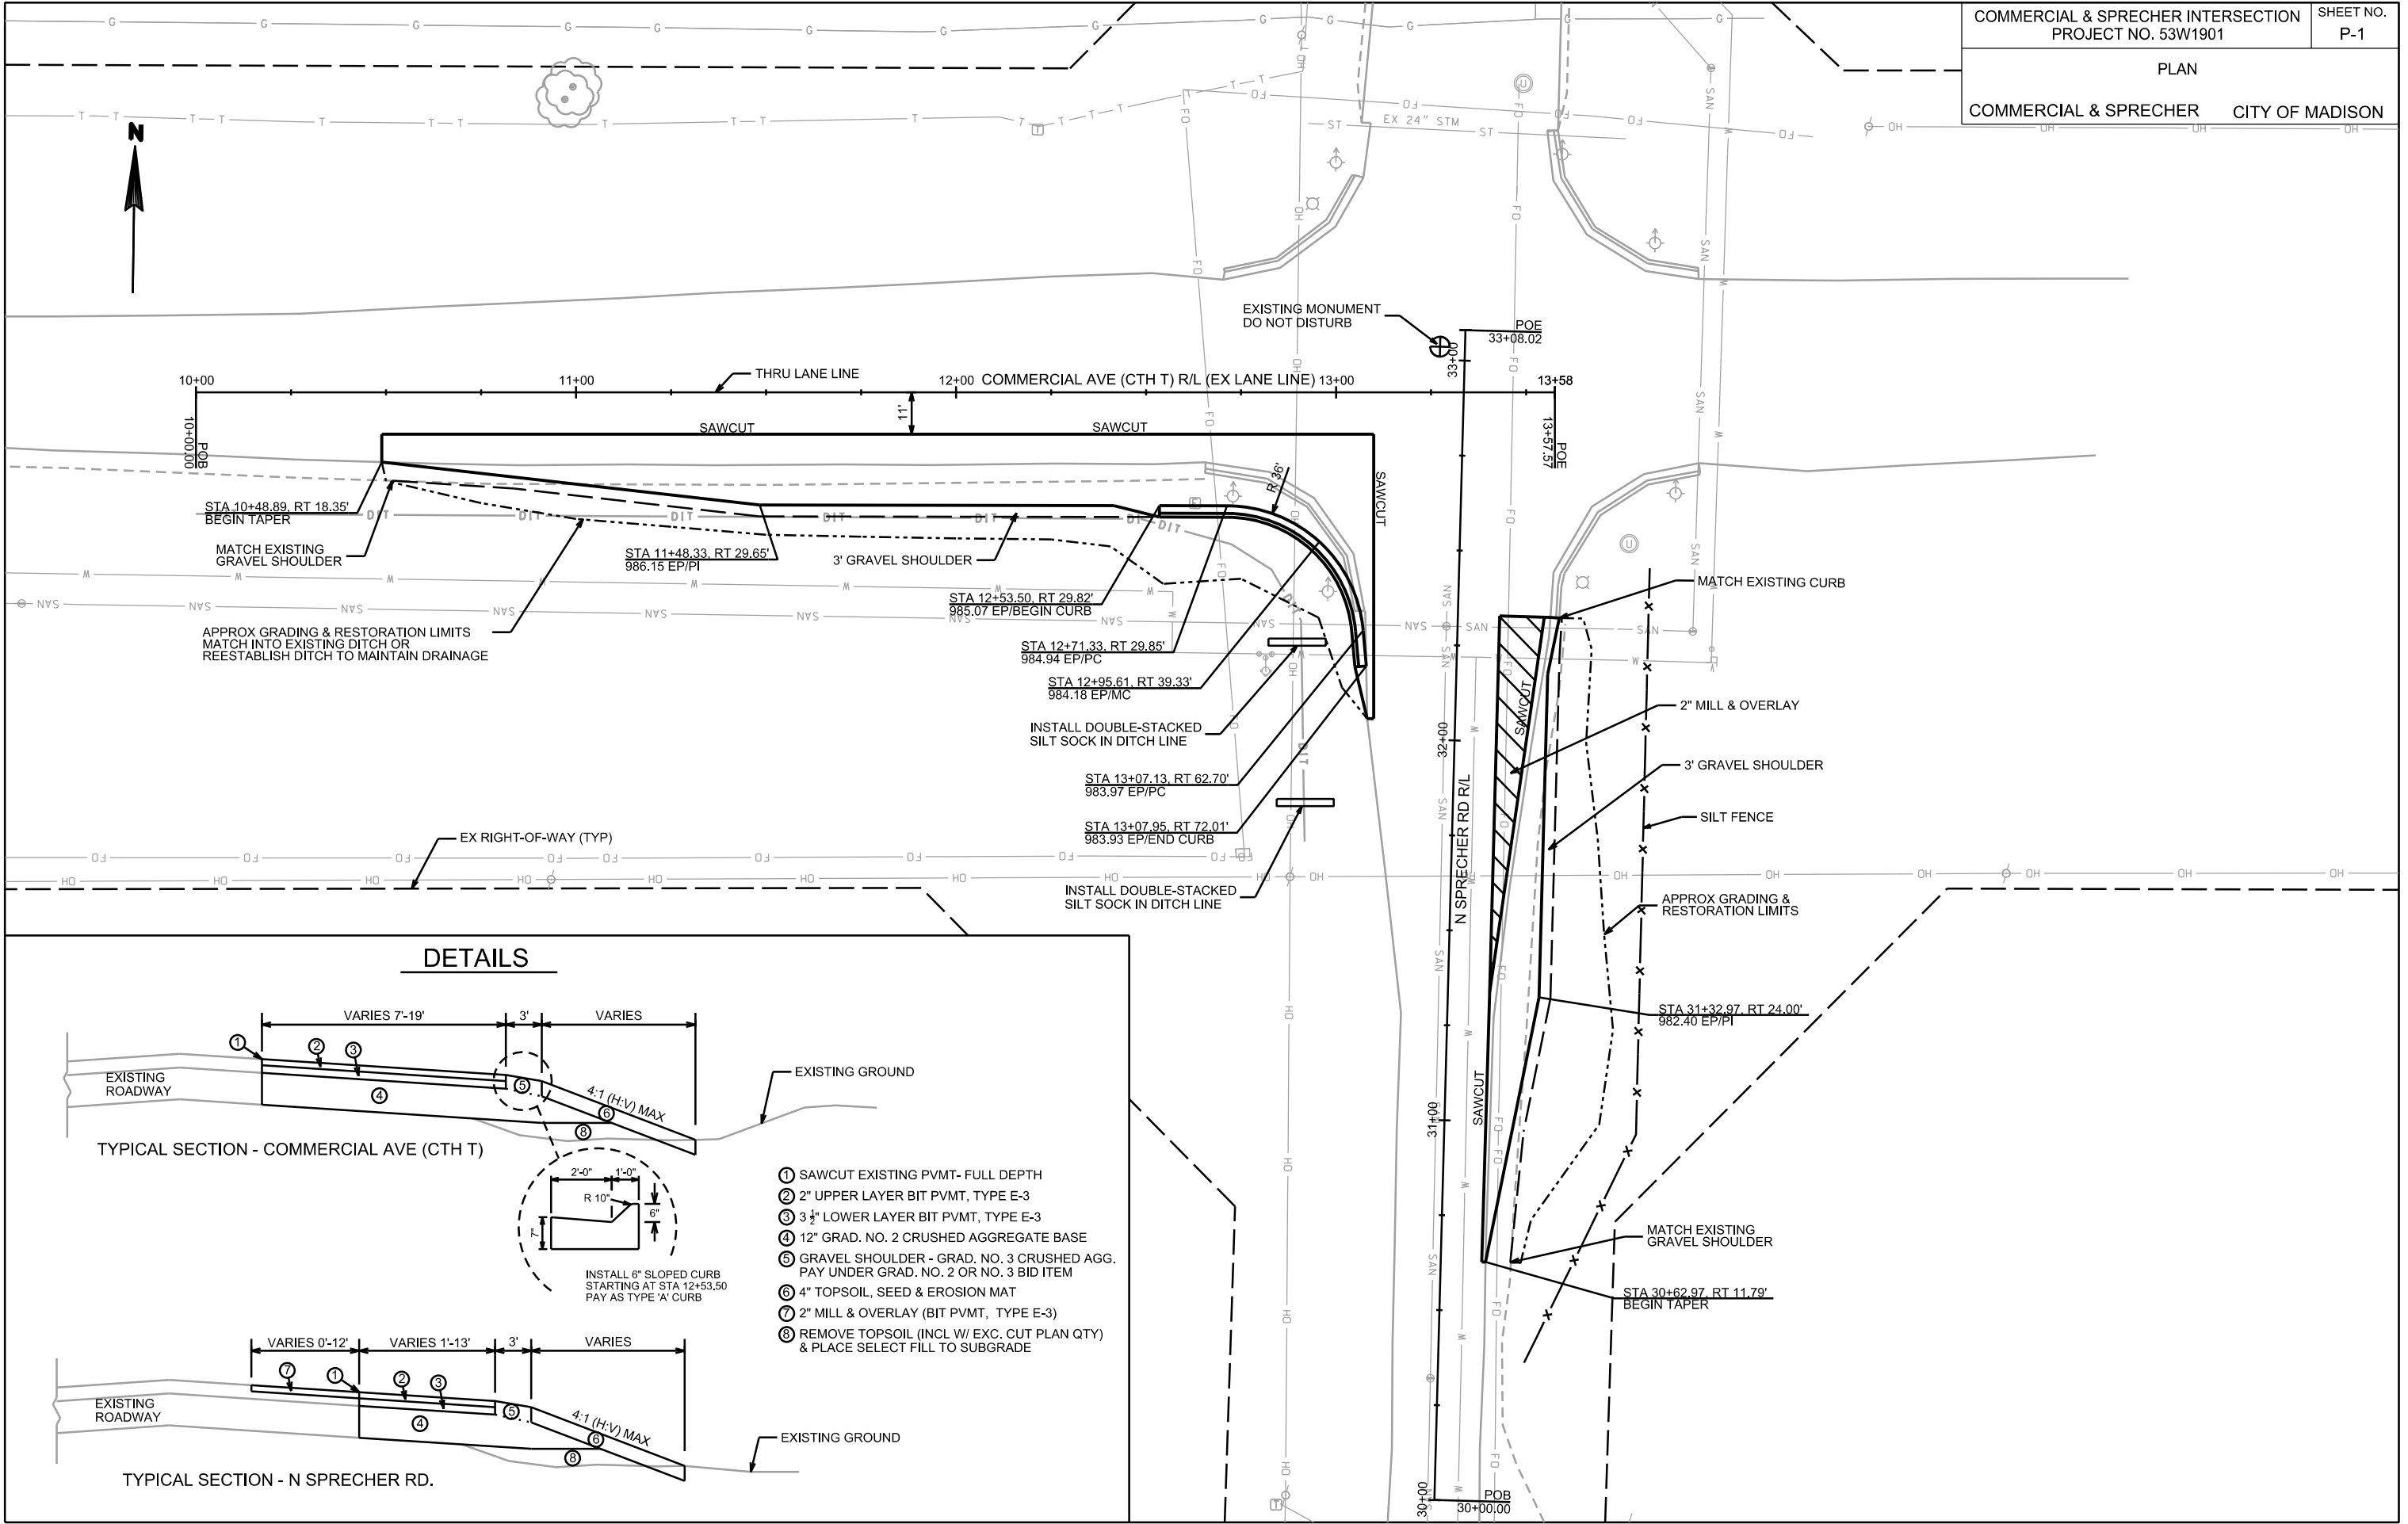 COMMERCIAL & SPRECHER INTERSECTION
PROJECT NO. 53W1901
SHEET NO.
P-1
PLAN
COMMERCIAL & SPRECHER CITY OF MADISON
N
EX 24" STM
EXISTING MONUMENT
DO NOT DISTURB
POE
33+08.02
33+00
THRU LANE LINE
10+00
11+00
12+00
COMMERCIAL AVE (CTH T) R/L (EX LANE LINE)
13+00
13+58
POB
10+00.00
POE
13+57.57
11'
SAWCUT
SAWCUT
SAWCUT
R 36'
STA 10+48.89, RT 18.35'
BEGIN TAPER
MATCH EXISTING
GRAVEL SHOULDER
STA 11+48.33, RT 29.65'
986.15 EP/PI
3' GRAVEL SHOULDER
STA 12+53.50, RT 29.82'
985.07 EP/BEGIN CURB
APPROX GRADING & RESTORATION LIMITS
MATCH INTO EXISTING DITCH OR
REESTABLISH DITCH TO MAINTAIN DRAINAGE
STA 12+71.33, RT 29.85'
984.94 EP/PC
STA 12+95.61, RT 39.33'
984.18 EP/MC
INSTALL DOUBLE-STACKED
SILT SOCK IN DITCH LINE
STA 13+07.13, RT 62.70'
983.97 EP/PC
STA 13+07.95, RT 72.01'
983.93 EP/END CURB
INSTALL DOUBLE-STACKED
SILT SOCK IN DITCH LINE
EX RIGHT-OF-WAY (TYP)
MATCH EXISTING CURB
2" MILL & OVERLAY
SAWCUT
3' GRAVEL SHOULDER
SILT FENCE
32+00
N SPRECHER RD R/L
APPROX GRADING &
RESTORATION LIMITS
STA 31+32.97, RT 24.00'
982.40 EP/PI
31+00
SAWCUT
MATCH EXISTING
GRAVEL SHOULDER
STA 30+62.97, RT 11.79'
BEGIN TAPER
30+00
POB
30+00.00
DETAILS
VARIES 7'-19'
3'
VARIES
1
2
3
4
5
6
8
EXISTING
ROADWAY
4:1 (H:V) MAX
EXISTING GROUND
TYPICAL SECTION - COMMERCIAL AVE (CTH T)
2'-0"
1'-0"
R 10"
6"
7"
INSTALL 6" SLOPED CURB
STARTING AT STA 12+53.50
PAY AS TYPE 'A' CURB
1 SAWCUT EXISTING PVMT- FULL DEPTH
2 2" UPPER LAYER BIT PVMT, TYPE E-3
3 3 ½" LOWER LAYER BIT PVMT, TYPE E-3
4 12" GRAD. NO. 2 CRUSHED AGGREGATE BASE
5 GRAVEL SHOULDER - GRAD. NO. 3 CRUSHED AGG.
PAY UNDER GRAD. NO. 2 OR NO. 3 BID ITEM
6 4" TOPSOIL, SEED & EROSION MAT
7 2" MILL & OVERLAY (BIT PVMT, TYPE E-3)
8 REMOVE TOPSOIL (INCL W/ EXC. CUT PLAN QTY)
& PLACE SELECT FILL TO SUBGRADE
VARIES 0'-12'
VARIES 1'-13'
3'
VARIES
7
1
2
3
4
5
6
8
EXISTING
ROADWAY
4:1 (H:V) MAX
EXISTING GROUND
TYPICAL SECTION - N SPRECHER RD.